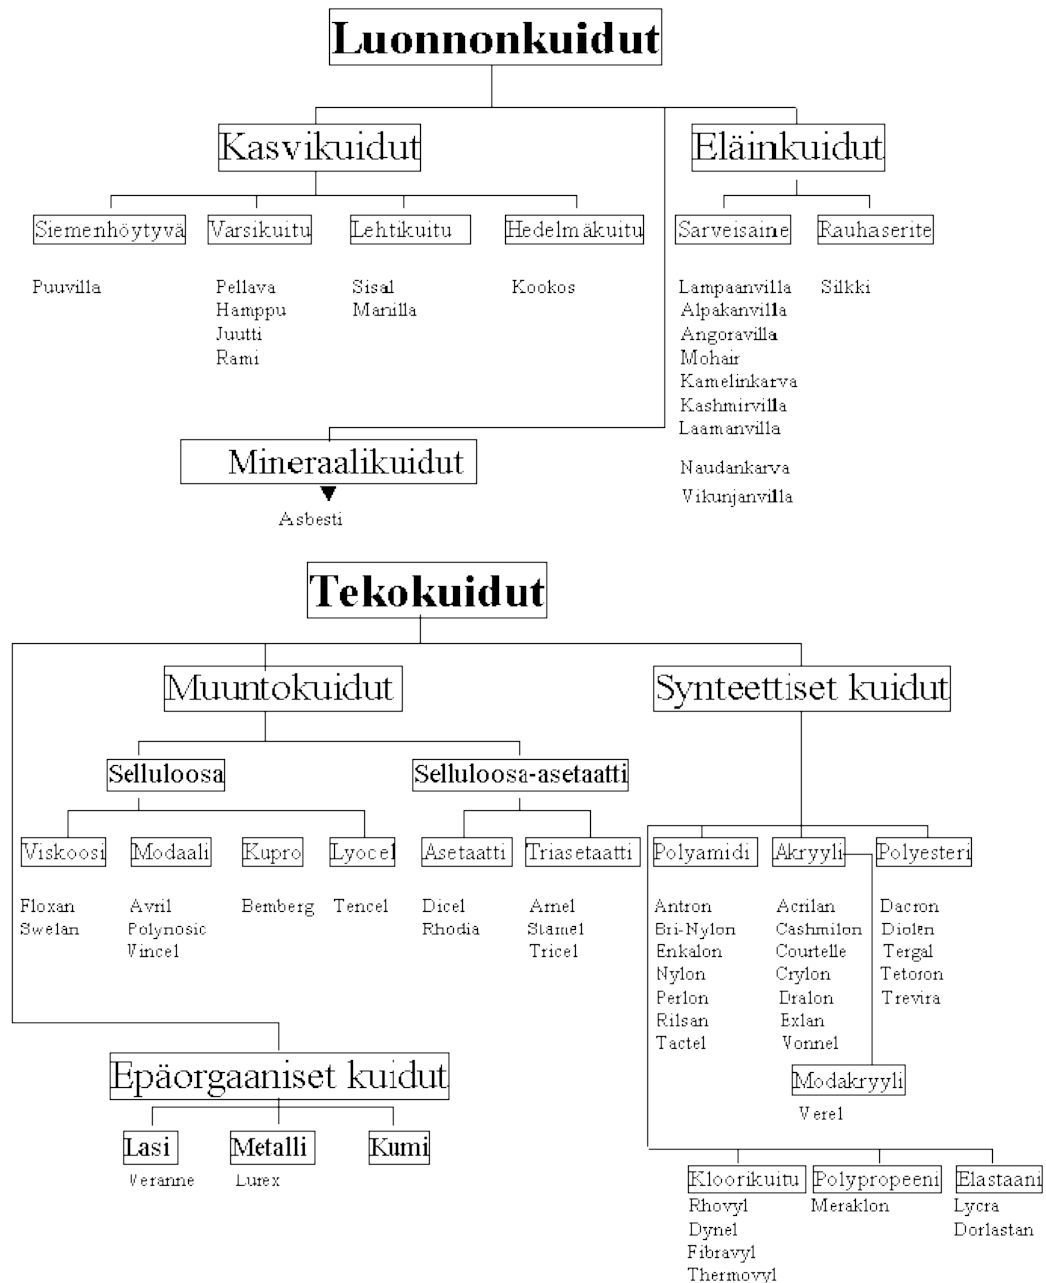 Luonnonkuidut
Kasvikuidut
Eläinkuidut
Siemenhöytyvä
Varsikuitu
Lehtikuitu
Hedelmäkuitu
Sarveisaine
Rauhaserite
Puuvilla
Pellava
Hamppu
Juutti
Rami
Sisal
Manilla
Kookos
Lampaanvilla
Alpakanvilla
Angoravilla
Mohair
Kamelinkarva
Kashmirvilla
Laamanvilla
Naudankarva
Vikunjanvilla
Silkki
Mineraalikuidut
Asbesti
Tekokuidut
Muuntokuidut
Synteettiset kuidut
Selluloosa
Selluloosa-asetaatti
Viskoosi
Modaali
Kupro
Lyocel
Asetaatti
Triasetaatti
Polyamidi
Akryyli
Polyesteri
Floxan
Swelan
Avril
Polynosic
Vincel
Bemberg
Tencel
Dicel
Rhodia
Arnel
Stamel
Tricel
Antron
Bri-Nylon
Enkalon
Nylon
Perlon
Rilsan
Tactel
Acrilan
Cashmilon
Courtelle
Crylon
Dralon
Exlan
Vonnel
Dacron
Diolen
Tergal
Tetoron
Trevira
Modakryyli
Verel
Epäorgaaniset kuidut
Lasi
Metalli
Kumi
Veranne
Lurex
Kloorikuitu
Polypropeeni
Elastaani
Rhovyl
Dynel
Fibravyl
Thermovyl
Meraklon
Lycra
Dorlastan